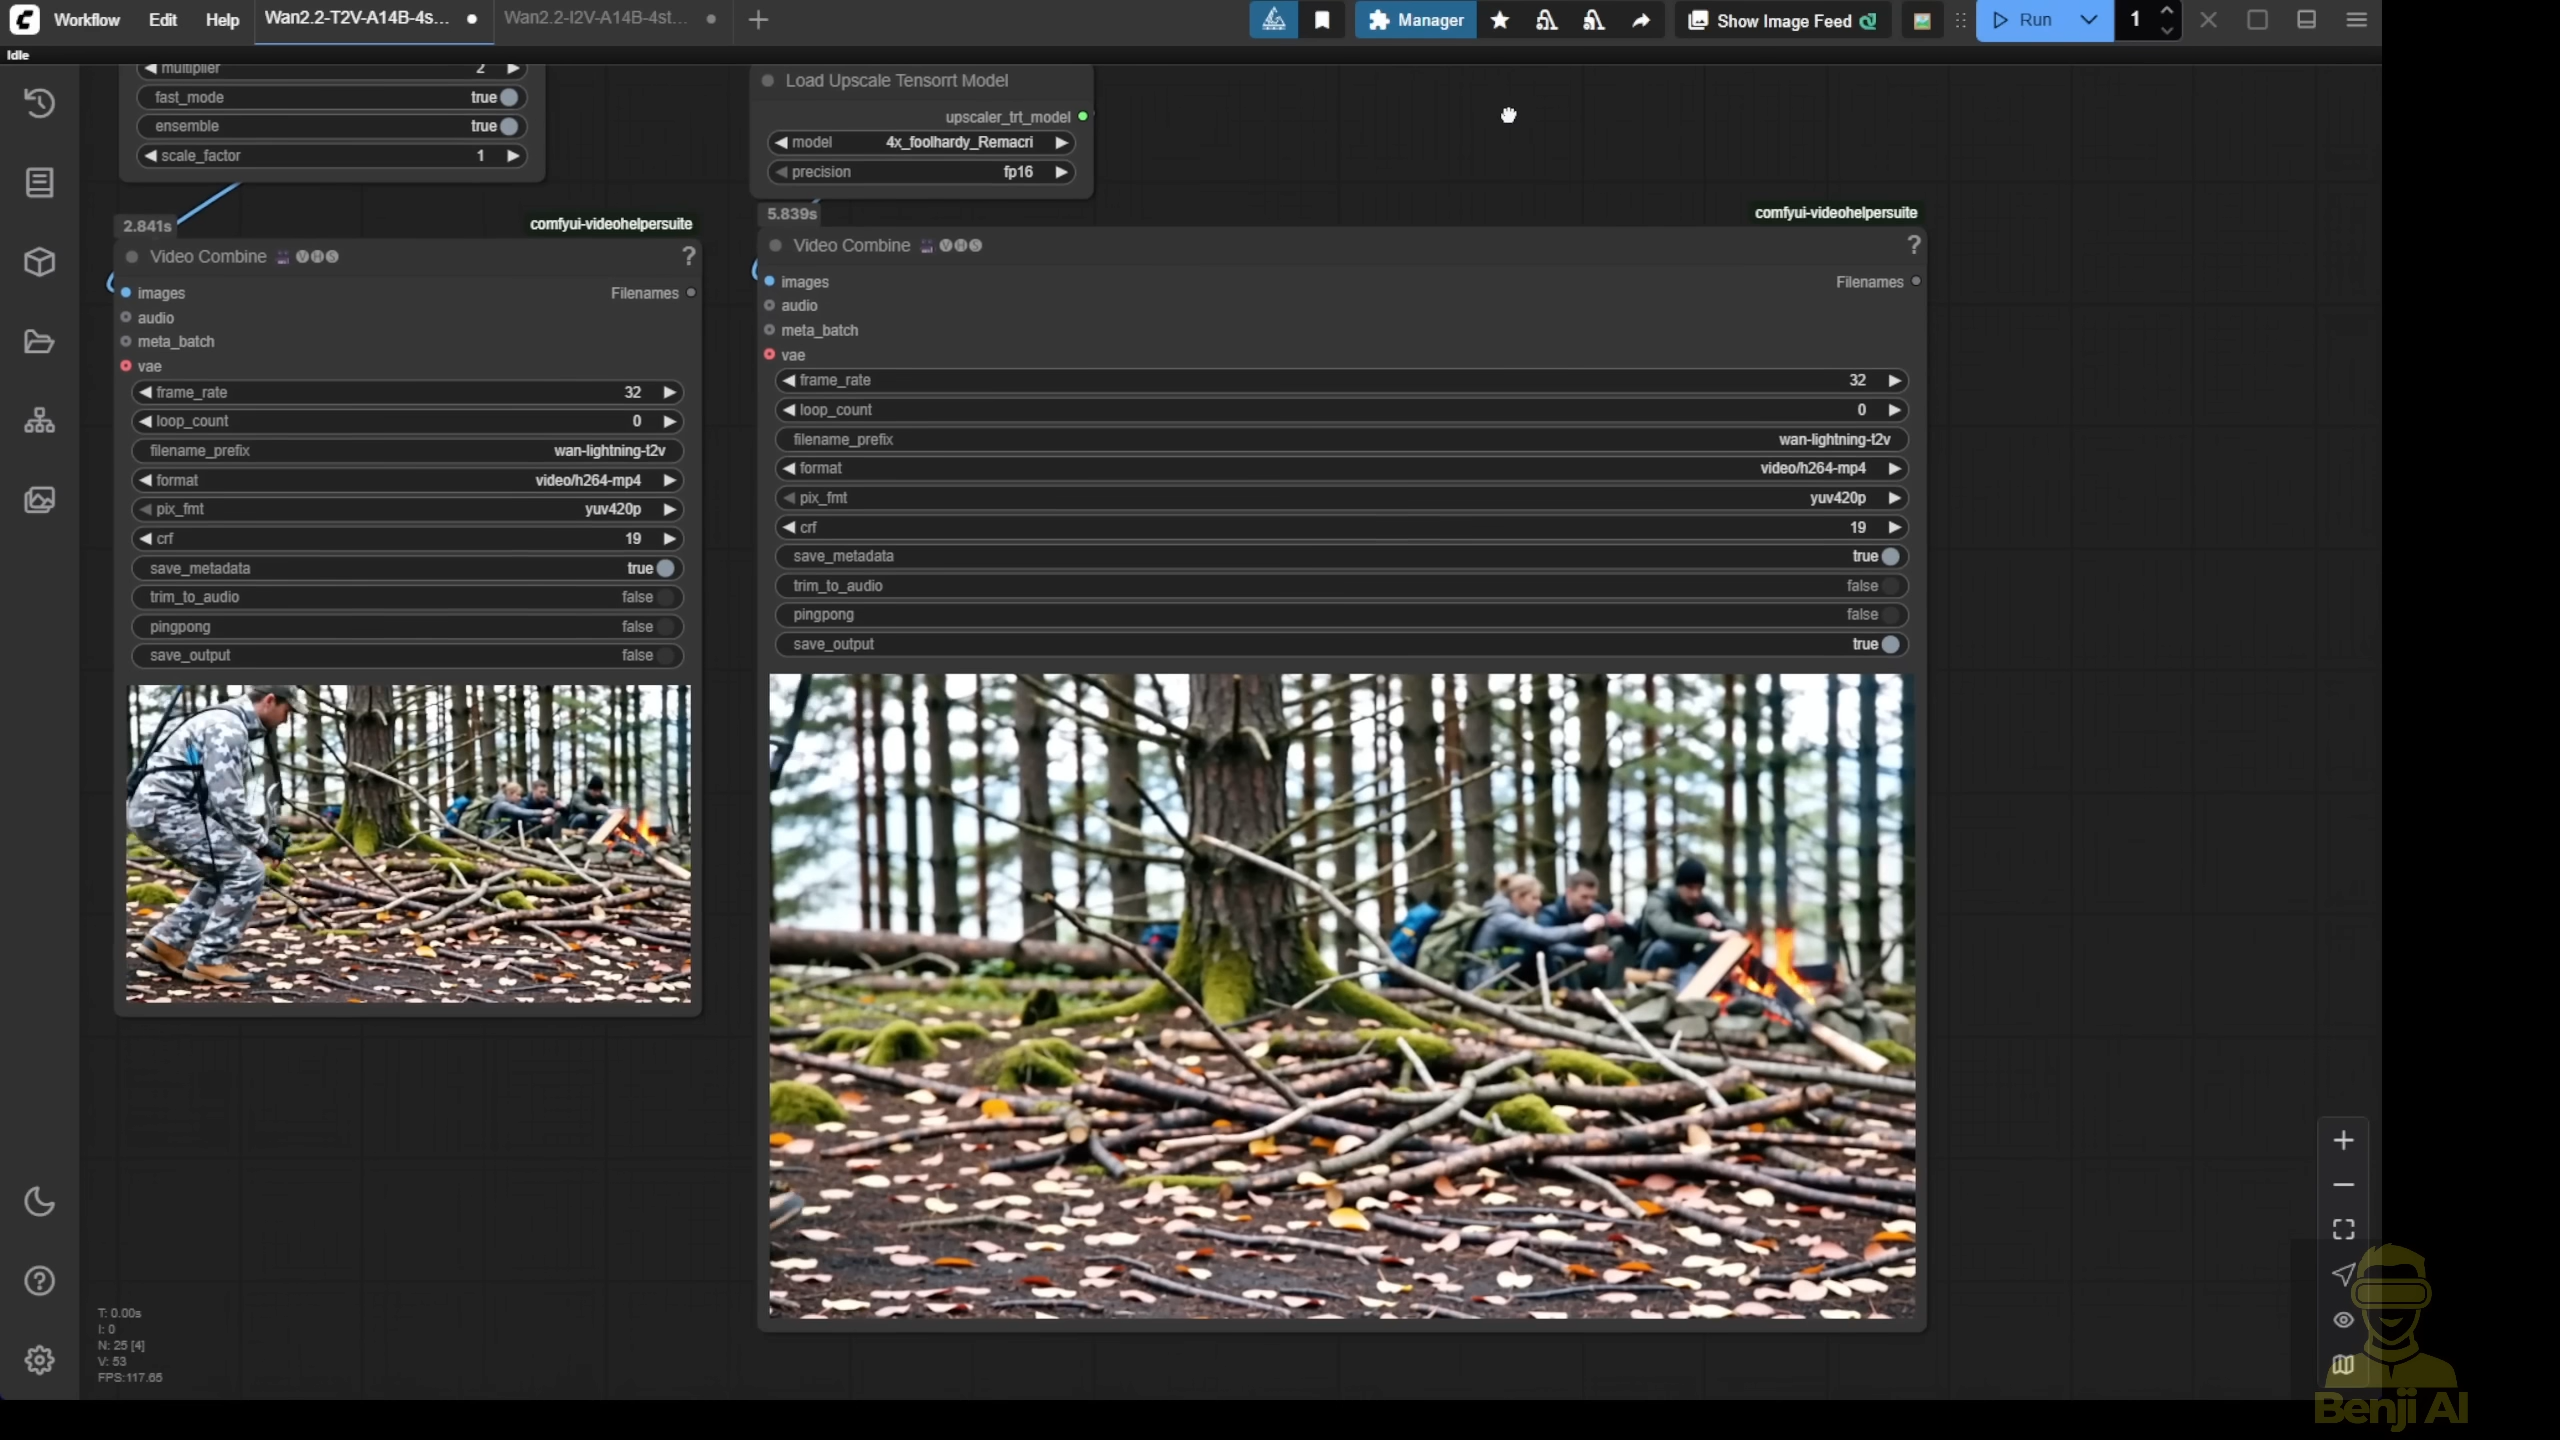 Workflow
Edit
Help
Wan2.2-T2V-A14B-4s...
Wan2.2-I2V-A14B-4st...
Manager
Show Image Feed
Run
1
Idle
multiplier 2
fast_mode true
ensemble true
scale_factor 1
Load Upscale Tensorrt Model
upscaler_trt_model
model 4x_foolhardy_Remacri
precision fp16
2.841s
comfyui-videohelpersuite
Video Combine VHS ?
images Filenames
audio
meta_batch
vae
frame_rate 32
loop_count 0
filename_prefix wan-lightning-t2v
format video/h264-mp4
pix_fmt yuv420p
crf 19
save_metadata true
trim_to_audio false
pingpong false
save_output false
5.839s
comfyui-videohelpersuite
Video Combine VHS ?
images Filenames
audio
meta_batch
vae
frame_rate 32
loop_count 0
filename_prefix wan-lightning-t2v
format video/h264-mp4
pix_fmt yuv420p
crf 19
save_metadata true
trim_to_audio false
pingpong false
save_output true
T: 0.00s
I: 0
N: 25 [4]
V: 53
FPS:117.65
Benji AI